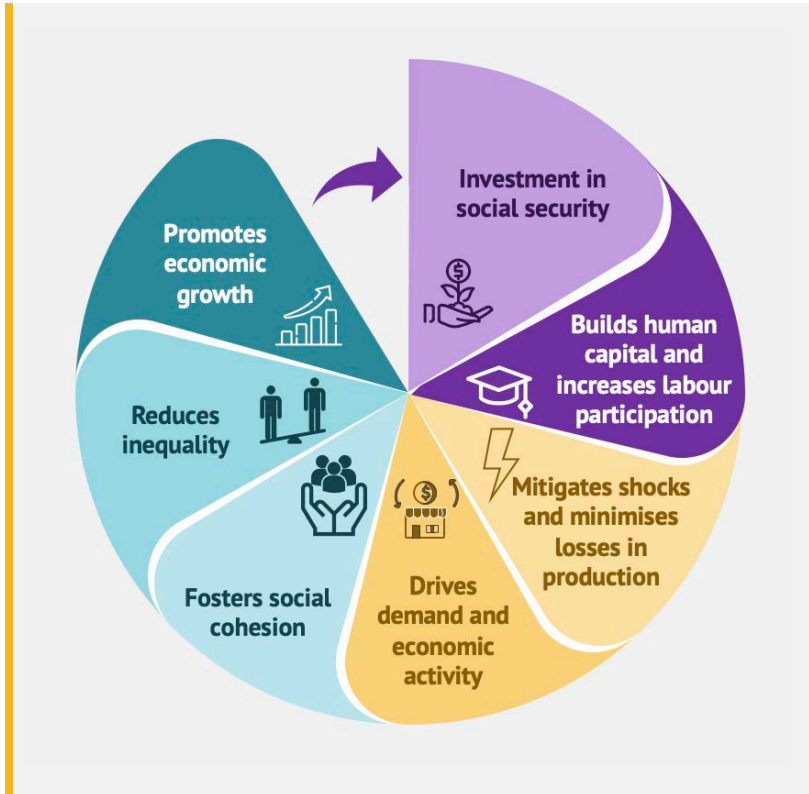 Investment in
social security
Builds human
capital and
increases labour
participation
Mitigates shocks
and minimises
losses in
production
Drives
demand and
economic
activity
Fosters social
cohesion
Reduces
inequality
Promotes
economic
growth